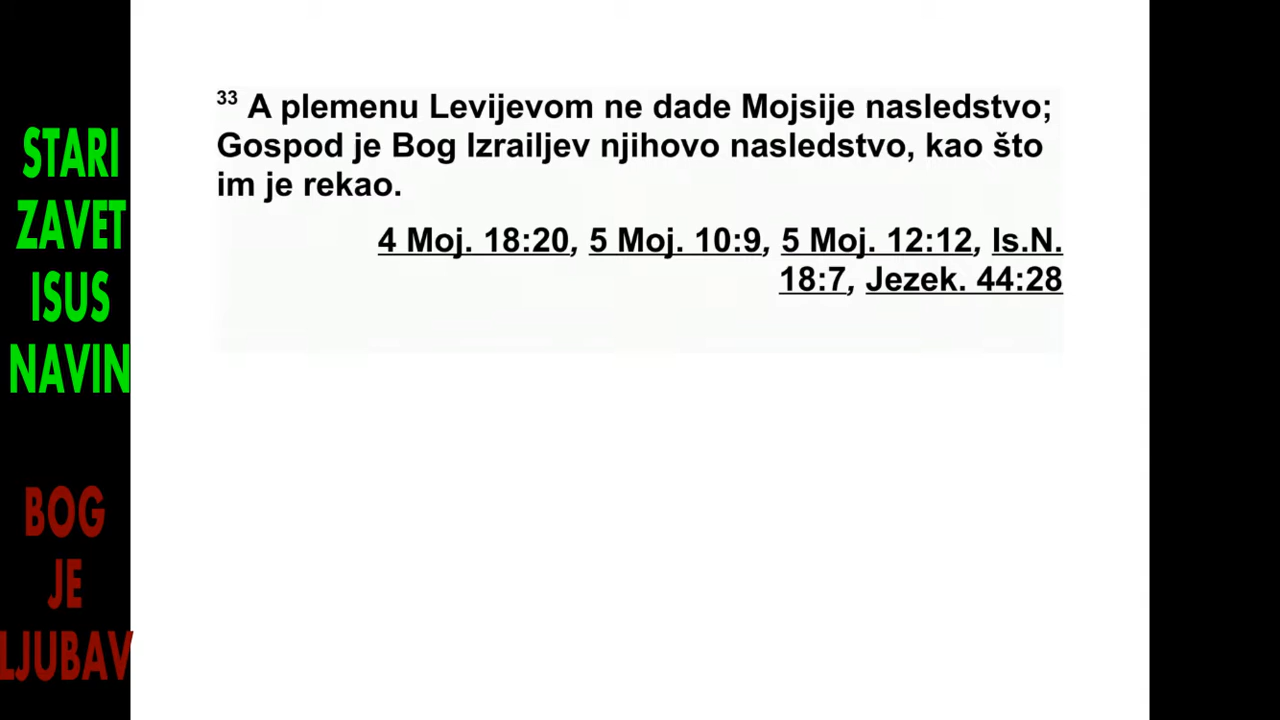 STARI
ZAVET
ISUS
NAVIN
BOG
JE
LJUBAV
33 A plemenu Levijevom ne dade Mojsije nasledstvo;
Gospod je Bog Izrailjev njihovo nasledstvo, kao što
im je rekao.
4 Moj. 18:20, 5 Moj. 10:9, 5 Moj. 12:12, Is.N.
18:7, Jezek. 44:28